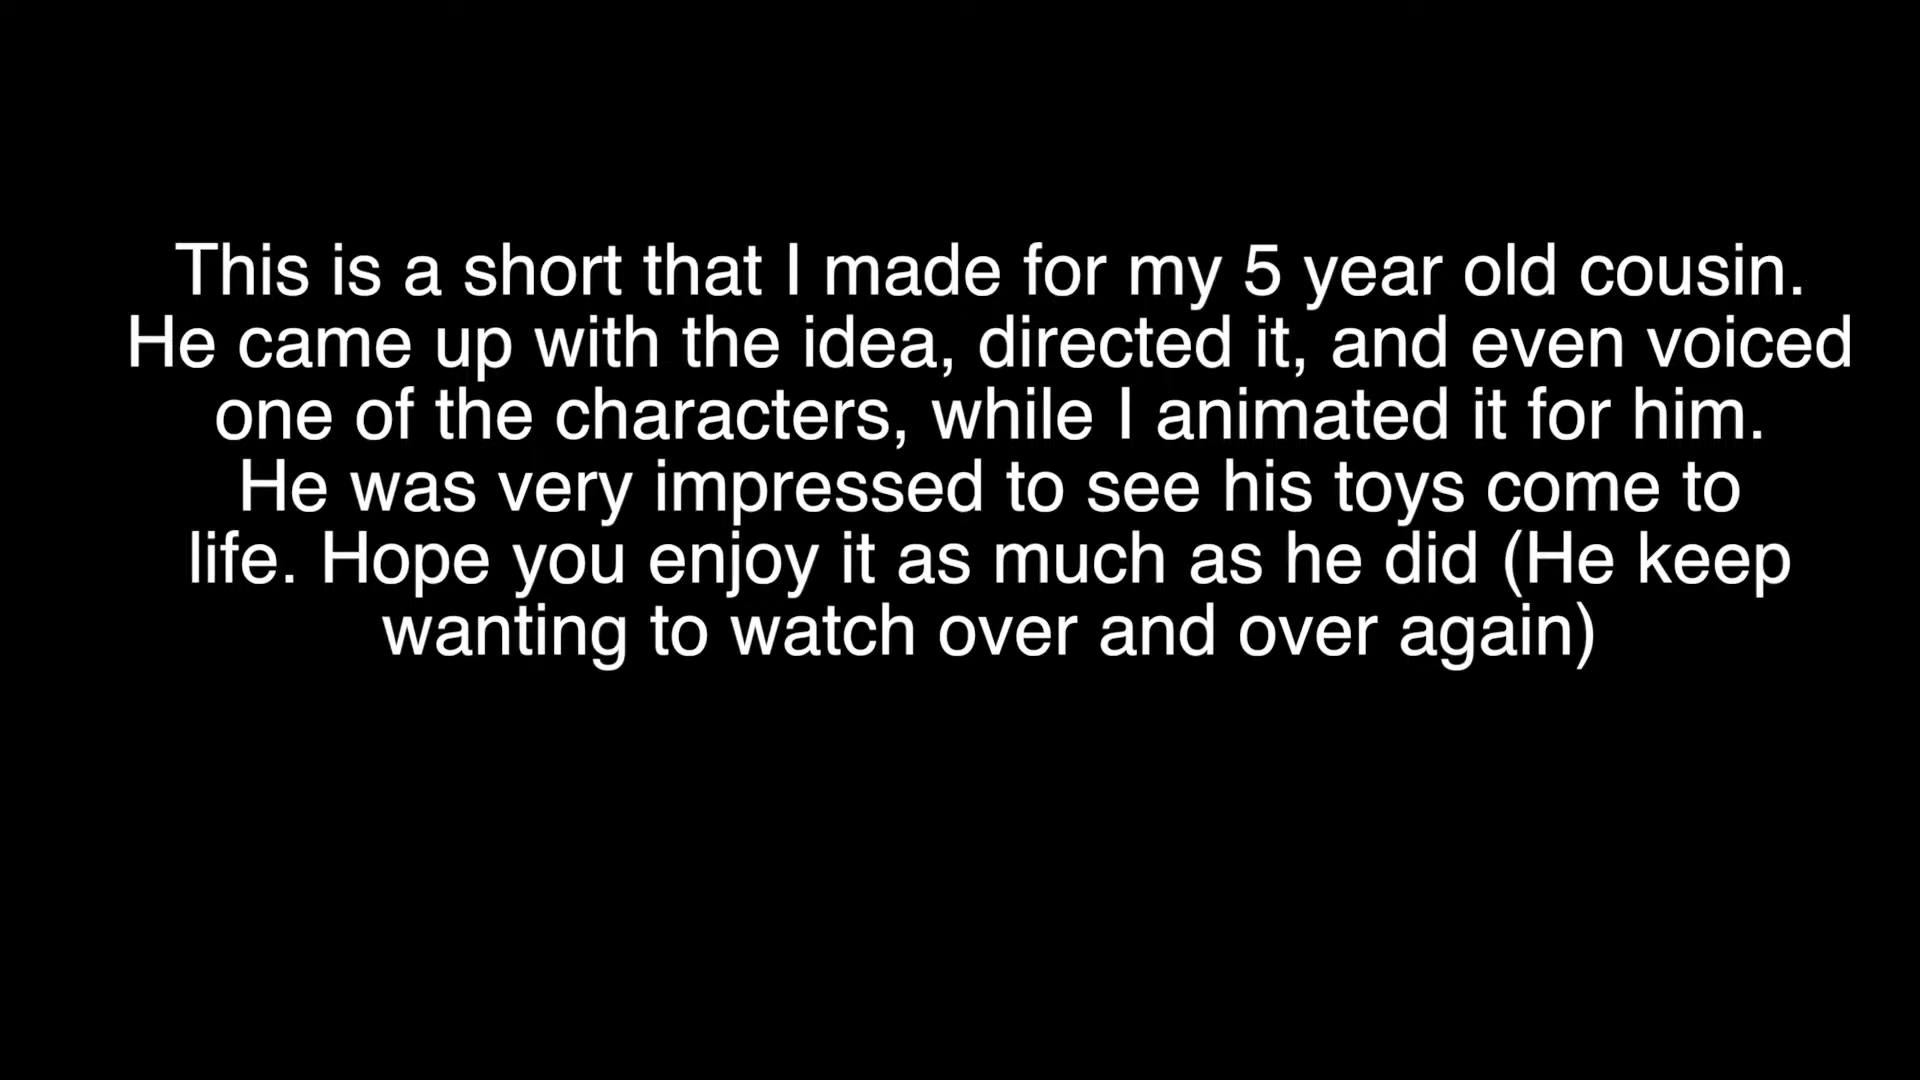 This is a short that I made for my 5 year old cousin.
He came up with the idea, directed it, and even voiced
one of the characters, while I animated it for him.
He was very impressed to see his toys come to
life. Hope you enjoy it as much as he did (He keep
wanting to watch over and over again)